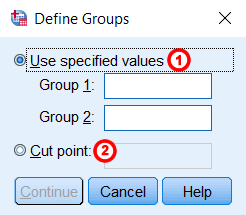 Define Groups
Use specified values 1
Group 1:
Group 2:
Cut point: 2
Continue Cancel Help